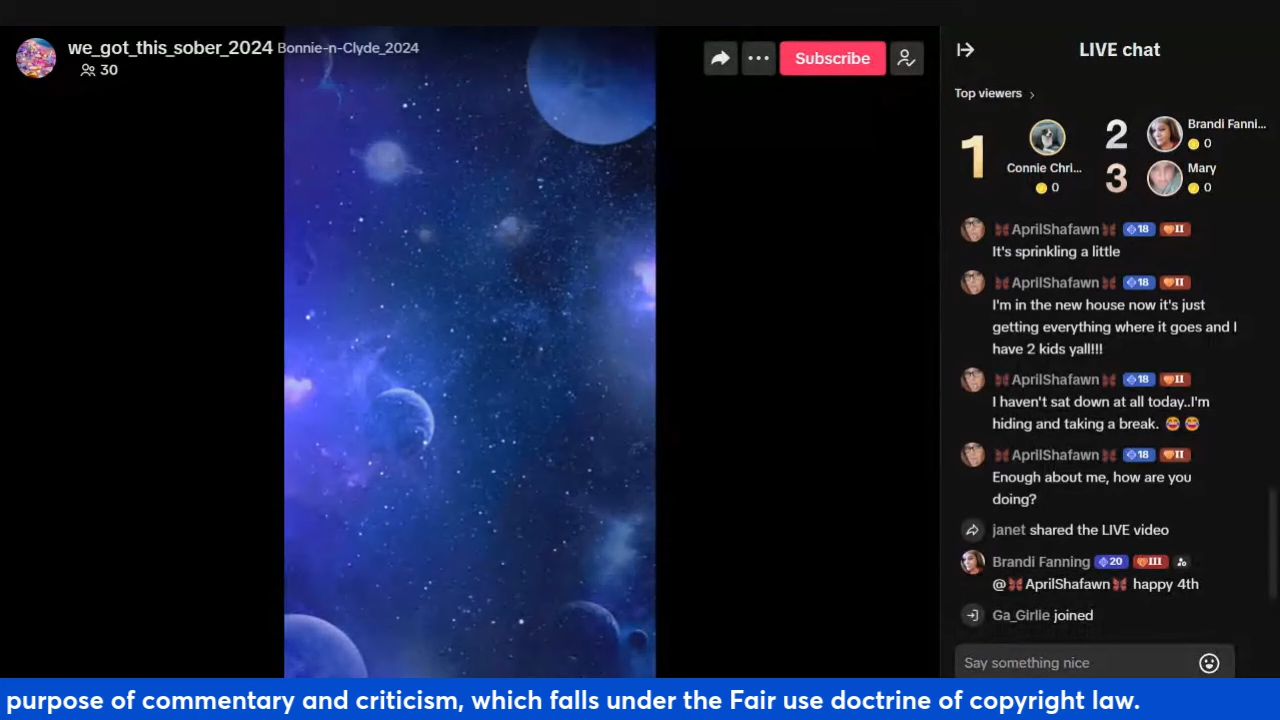 we_got_this_sober_2024 Bonnie-n-Clyde_2024
30
Subscribe
LIVE chat
Top viewers
1
Connie Chri...
0
2
Brandi Fanni...
0
3
Mary
0
AprilShafawn 18 II
It's sprinkling a little
AprilShafawn 18 II
I'm in the new house now it's just
getting everything where it goes and I
have 2 kids yall!!!
AprilShafawn 18 II
I haven't sat down at all today..I'm
hiding and taking a break. 😂 😂
AprilShafawn 18 II
Enough about me, how are you
doing?
janet shared the LIVE video
Brandi Fanning 20 III
@🦋AprilShafawn🦋 happy 4th
Ga_Girlie joined
Say something nice
purpose of commentary and criticism, which falls under the Fair use doctrine of copyright law.